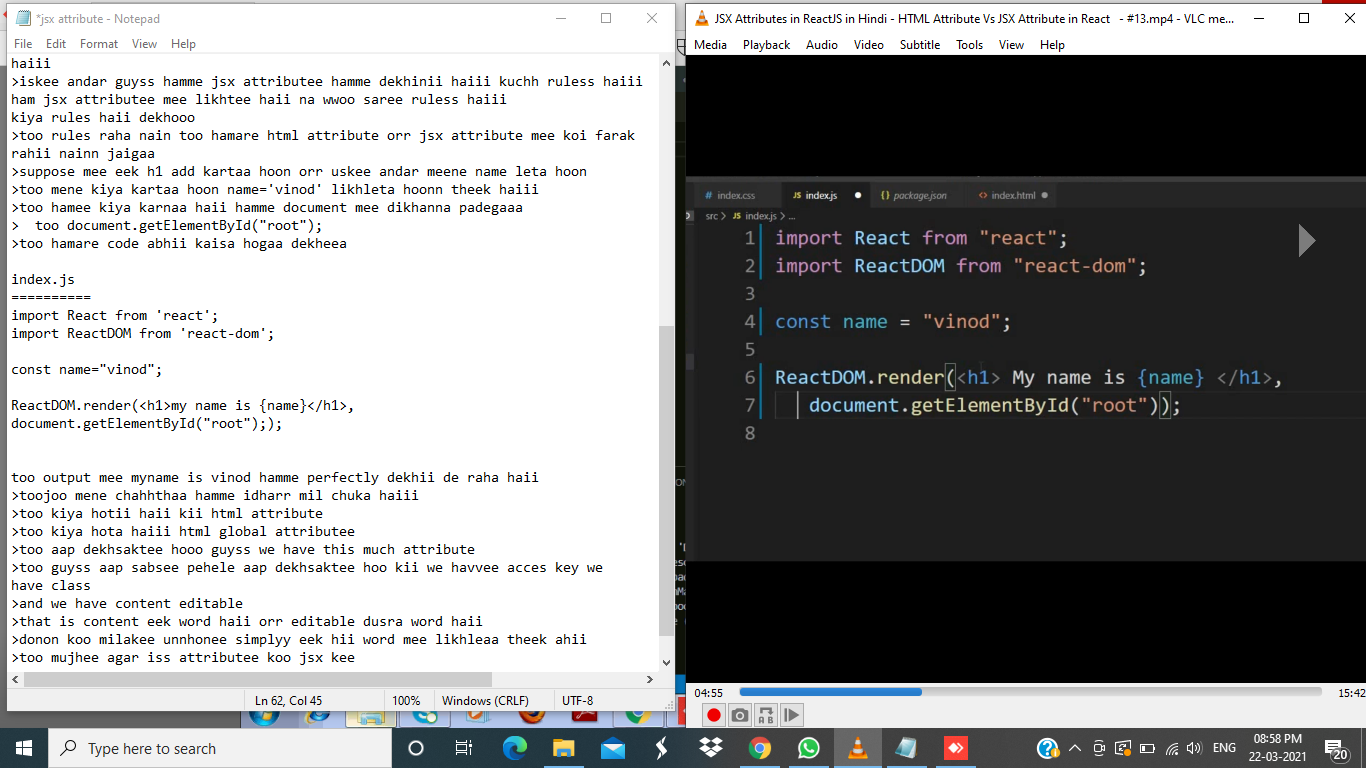 *jsx attribute - Notepad
File Edit Format View Help
haiii
>iskee andar guyss hamme jsx attributee hamme dekhinii haiii kuchh ruless haiii
ham jsx attributee mee likhtee haii na wwoo saree ruless haiii
kiya rules haii dekhooo
>too rules raha nain too hamare html attribute orr jsx attribute mee koi farak
rahii nainn jaigaa
>suppose mee eek h1 add kartaa hoon orr uskee andar meene name leta hoon
>too mene kiya kartaa hoon name='vinod' likhleta hoonn theek haiii
>too hamee kiya karnaa haii hamme document mee dikhanna padegaaa
>  too document.getElementById("root");
>too hamare code abhii kaisa hogaa dekheea
index.js
==========
import React from 'react';
import ReactDOM from 'react-dom';
const name="vinod";
ReactDOM.render(<h1>my name is {name}</h1>,
document.getElementById("root"););
too output mee myname is vinod hamme perfectly dekhii de raha haii
>toojoo mene chahhthaa hamme idharr mil chuka haiii
>too kiya hotii haii kii html attribute
>too kiya hota haiii html global attributee
>too aap dekhsaktee hooo guyss we have this much attribute
>too guyss aap sabsee pehele aap dekhsaktee hoo kii we havvee acces key we
have class
>and we have content editable
>that is content eek word haii orr editable dusra word haii
>donon koo milakee unnhonee simplyy eek hii word mee likhleaa theek ahii
>too mujhee agar iss attributee koo jsx kee
Ln 62, Col 45 100% Windows (CRLF) UTF-8
JSX Attributes in ReactJS in Hindi - HTML Attribute Vs JSX Attribute in React - #13.mp4 - VLC me...
Media Playback Audio Video Subtitle Tools View Help
# index.css JS index.js {} package.json <> index.html
src > JS index.js > ...
1 import React from "react";
2 import ReactDOM from "react-dom";
3
4 const name = "vinod";
5
6 ReactDOM.render(<h1> My name is {name} </h1>,
7 document.getElementById("root"));
8
04:55 15:42
Type here to search
ENG
08:58 PM
22-03-2021
20